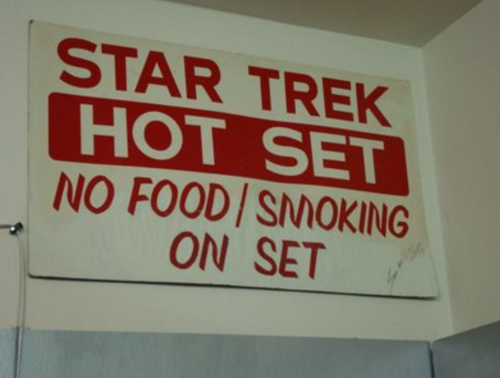 STAR TREK
HOT SET
NO FOOD / SMOKING
ON SET